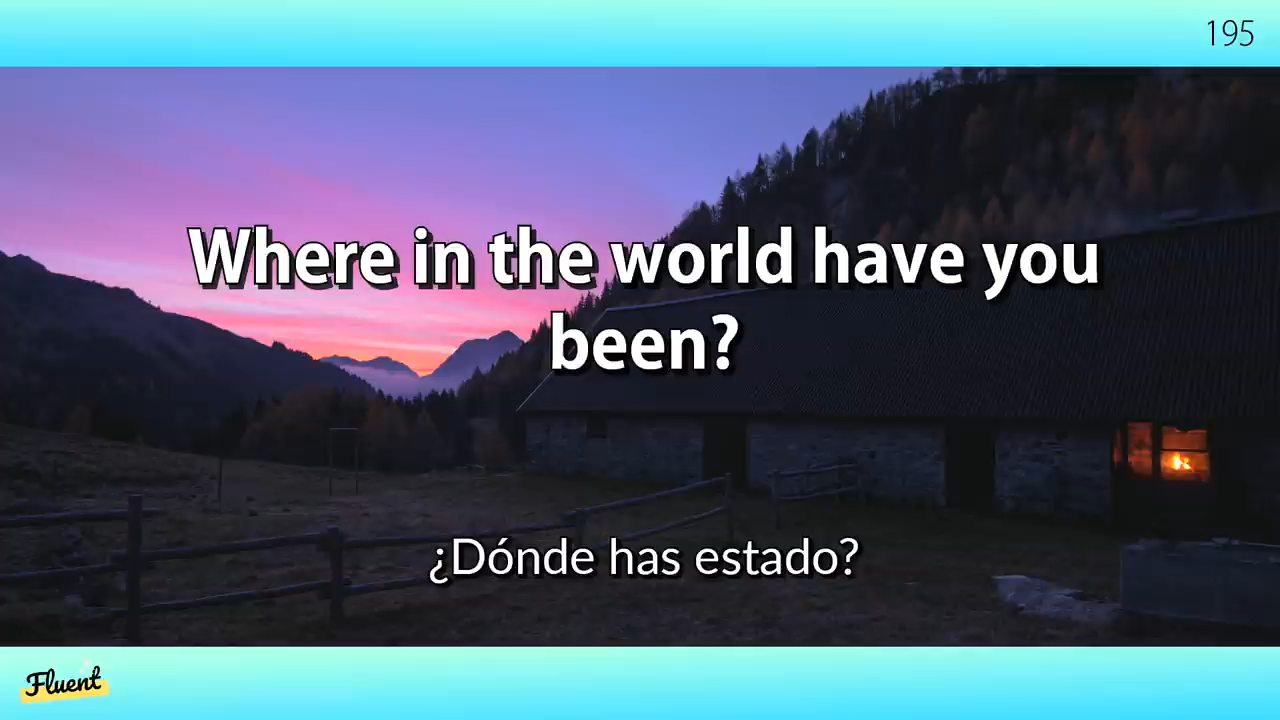 195
Where in the world have you
been?
¿Dónde has estado?
Fluent